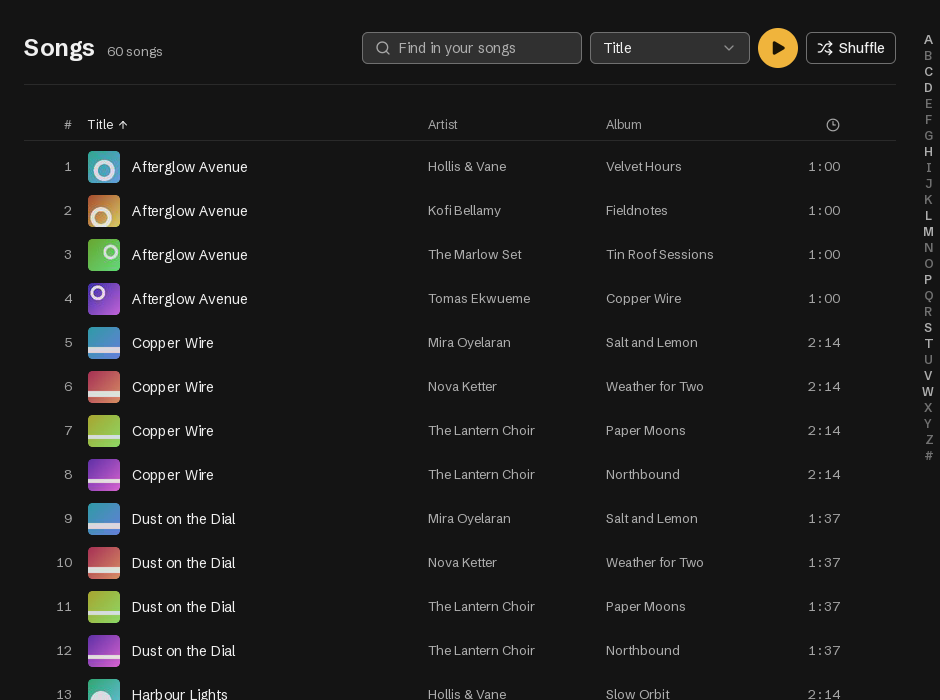 Songs 60 songs Find in your songs Title Shuffle
# Title ↑ Artist Album
1 Afterglow Avenue Hollis & Vane Velvet Hours 1:00
2 Afterglow Avenue Kofi Bellamy Fieldnotes 1:00
3 Afterglow Avenue The Marlow Set Tin Roof Sessions 1:00
4 Afterglow Avenue Tomas Ekwueme Copper Wire 1:00
5 Copper Wire Mira Oyelaran Salt and Lemon 2:14
6 Copper Wire Nova Ketter Weather for Two 2:14
7 Copper Wire The Lantern Choir Paper Moons 2:14
8 Copper Wire The Lantern Choir Northbound 2:14
9 Dust on the Dial Mira Oyelaran Salt and Lemon 1:37
10 Dust on the Dial Nova Ketter Weather for Two 1:37
11 Dust on the Dial The Lantern Choir Paper Moons 1:37
12 Dust on the Dial The Lantern Choir Northbound 1:37
13 Harbour Lights Hollis & Vane Slow Orbit 2:14
A
B
C
D
E
F
G
H
I
J
K
L
M
N
O
P
Q
R
S
T
U
V
W
X
Y
Z
#